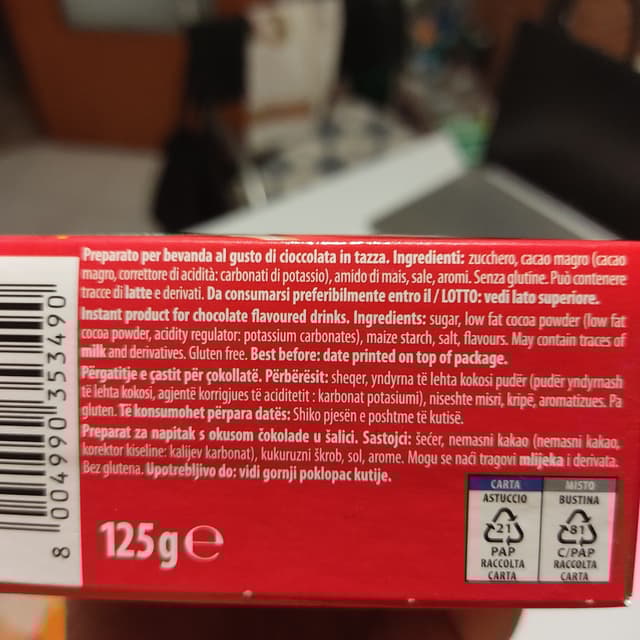 Preparato per bevanda al gusto di cioccolata in tazza. Ingredienti: zucchero, cacao magro (cacao
magro, correttore di acidità: carbonati di potassio), amido di mais, sale, aromi. Senza glutine. Può contenere
tracce di latte e derivati. Da consumarsi preferibilmente entro il / LOTTO: vedi lato superiore.
Instant product for chocolate flavoured drinks. Ingredients: sugar, low fat cocoa powder (low fat
cocoa powder, acidity regulator: potassium carbonates), maize starch, salt, flavours. May contain traces of
milk and derivatives. Gluten free. Best before: date printed on top of package.
Përgatitje e çastit për çokollatë. Përbërësit: sheqer, yndyrna të lehta kokosi pudër (pudër yndyrnash
të lehta kokosi, agjentë korrigjues të aciditetit : karbonat potasiumi), niseshte misri, kripë, aromatizues. Pa
gluten. Të konsumohet përpara datës: Shiko pjesën e poshtme të kutisë.
Preparat za napitak s okusom čokolade u šalici. Sastojci: šećer, nemasni kakao (nemasni kakao,
korektor kiseline: kalijev karbonat), kukuruzni škrob, sol, arome. Mogu se naći tragovi mlijeka i derivata.
Bez glutena. Upotrebljivo do: vidi gornji poklopac kutije.
8 004990 353490
125g e
CARTA
ASTUCCIO
21
PAP
RACCOLTA
CARTA
MISTO
BUSTINA
81
C/PAP
RACCOLTA
CARTA